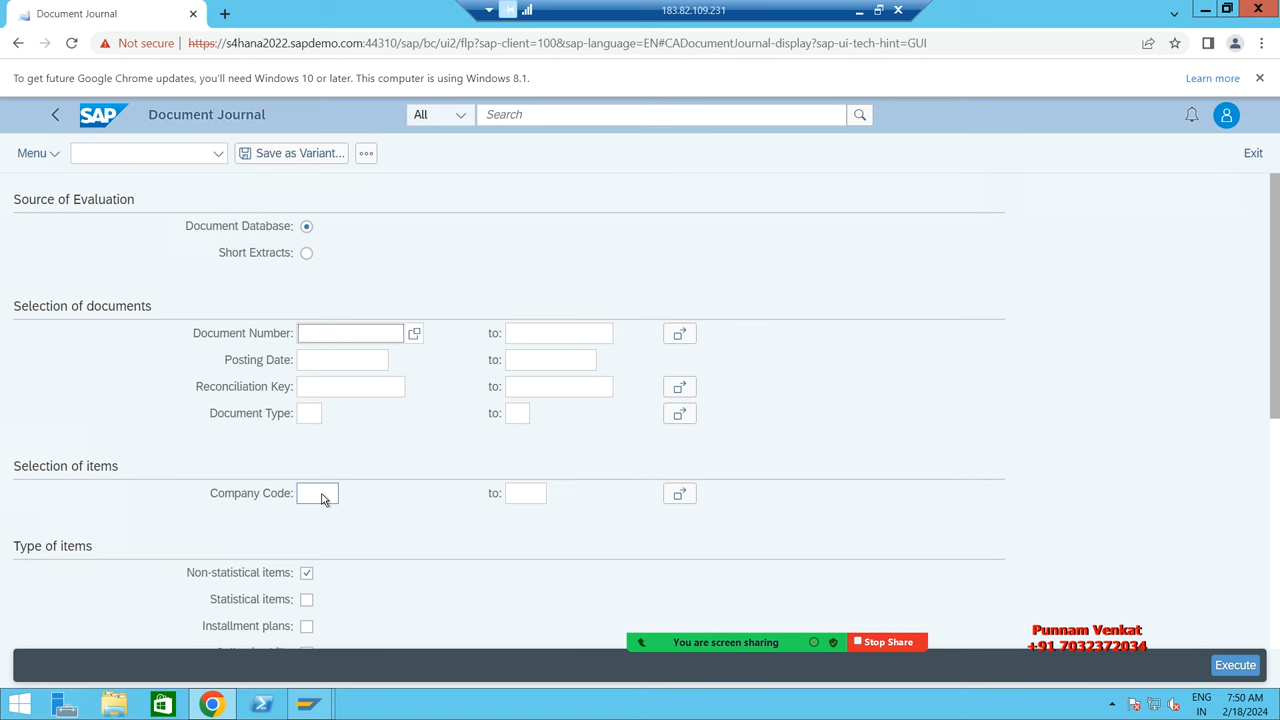 Document Journal
183.82.109.231
Not secure
https://s4hana2022.sapdemo.com:44310/sap/bc/ui2/flp?sap-client=100&sap-language=EN#CADocumentJournal-display?sap-ui-tech-hint=GUI
To get future Google Chrome updates, you'll need Windows 10 or later. This computer is using Windows 8.1.
Learn more
SAP
Document Journal
All
Search
Menu
Save as Variant...
Exit
Source of Evaluation
Document Database:
Short Extracts:
Selection of documents
Document Number:
to:
Posting Date:
to:
Reconciliation Key:
to:
Document Type:
to:
Selection of items
Company Code:
to:
Type of items
Non-statistical items:
Statistical items:
Installment plans:
You are screen sharing
Stop Share
Punnam Venkat
+91 7032372034
Execute
ENG
IN
7:50 AM
2/18/2024